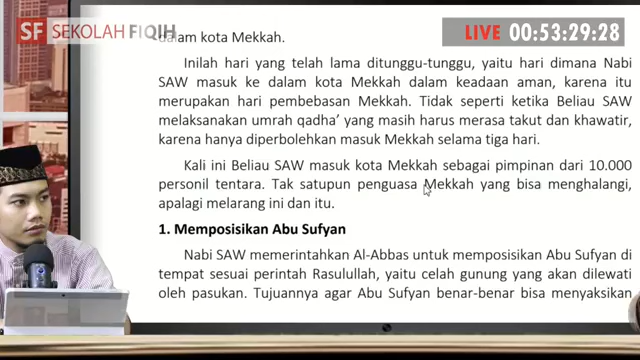 SF SEKOLAH FIQIH
LIVE 00:53:29:28
dalam kota Mekkah.
Inilah hari yang telah lama ditunggu-tunggu, yaitu hari dimana Nabi
SAW masuk ke dalam kota Mekkah dalam keadaan aman, karena itu
merupakan hari pembebasan Mekkah. Tidak seperti ketika Beliau SAW
melaksanakan umrah qadha’ yang masih harus merasa takut dan khawatir,
karena hanya diperbolehkan masuk Mekkah selama tiga hari.
Kali ini Beliau SAW masuk kota Mekkah sebagai pimpinan dari 10.000
personil tentara. Tak satupun penguasa Mekkah yang bisa menghalangi,
apalagi melarang ini dan itu.
1. Memposisikan Abu Sufyan
Nabi SAW memerintahkan Al-Abbas untuk memposisikan Abu Sufyan di
tempat sesuai perintah Rasulullah, yaitu celah gunung yang akan dilewati
oleh pasukan. Tujuannya agar Abu Sufyan benar-benar bisa menyaksikan